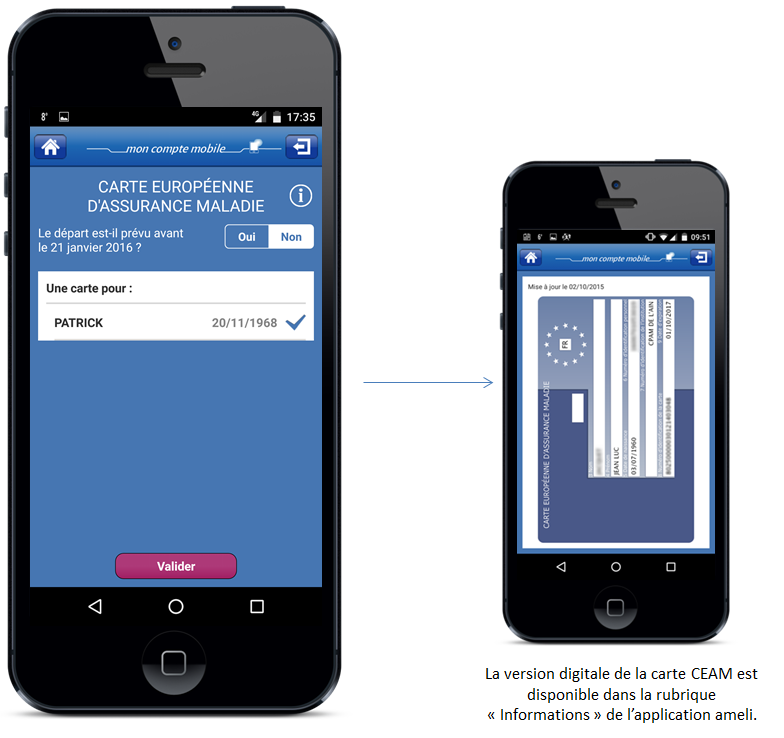 8°
4G
17:35
mon compte mobile
CARTE EUROPÉENNE
D'ASSURANCE MALADIE
i
Le départ est-il prévu avant
le 21 janvier 2016 ?
Oui
Non
Une carte pour :
PATRICK
20/11/1968
Valider
6°
09:51
mon compte mobile
Mise à jour le 02/10/2015
CARTE EUROPÉENNE D'ASSURANCE MALADIE
FR
JEAN LUC
03/07/1960
CPAM DE L'AIN
01/10/2017
La version digitale de la carte CEAM est
disponible dans la rubrique
« Informations » de l'application ameli.